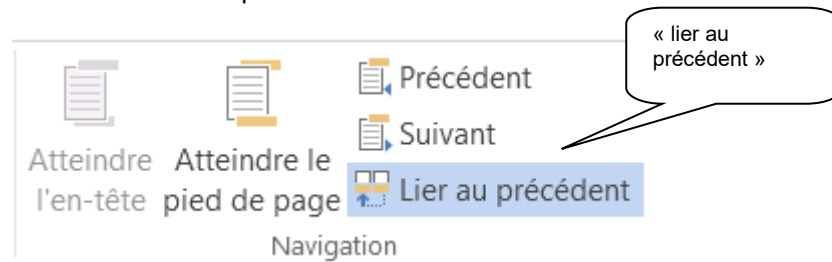 « lier au
précédent »
Précédent
Suivant
Atteindre
l'en-tête
Atteindre le
pied de page
Lier au précédent
Navigation